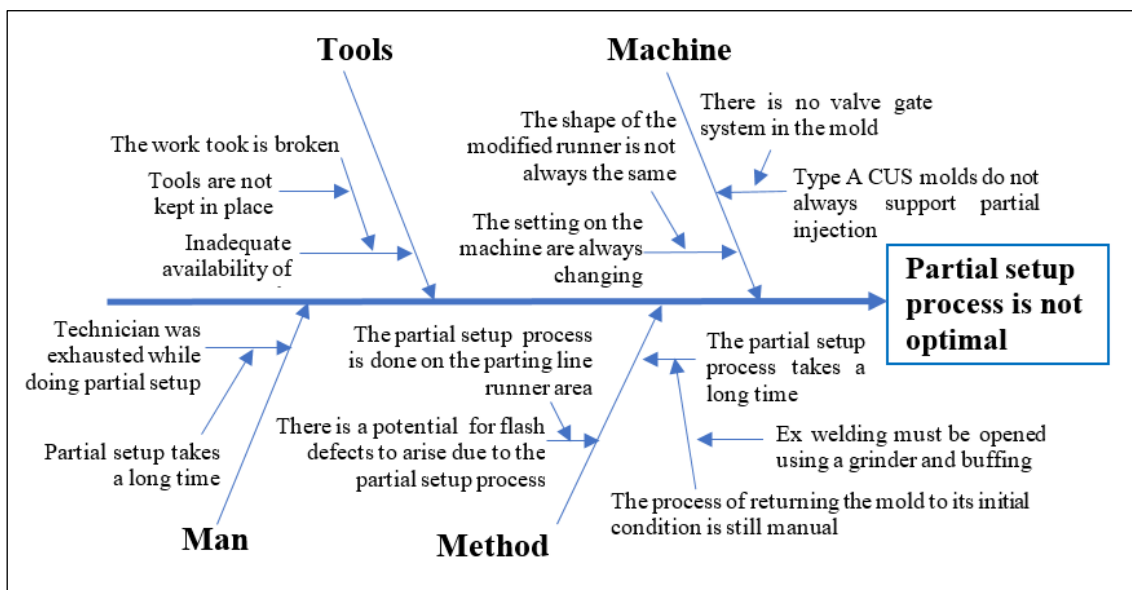 Tools
Machine
The work took is broken
Tools are not
kept in place
Inadequate
availability of
The shape of the
modified runner is not
always the same
The setting on the
machine are always
changing
There is no valve gate
system in the mold
Type A CUS molds do not
always support partial
injection
Partial setup
process is not
optimal
Technician was
exhausted while
doing partial setup
Partial setup takes
a long time
Man
The partial setup process
is done on the parting line
runner area
There is a potential for flash
defects to arise due to the
partial setup process
Method
The partial setup
process takes a
long time
Ex welding must be opened
using a grinder and buffing
The process of returning the mold to its initial
condition is still manual